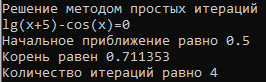 Решение методом простых итераций
lg(x+5)-cos(x)=0
Начальное приближение равно 0.5
Корень равен 0.711353
Количество итераций равно 4